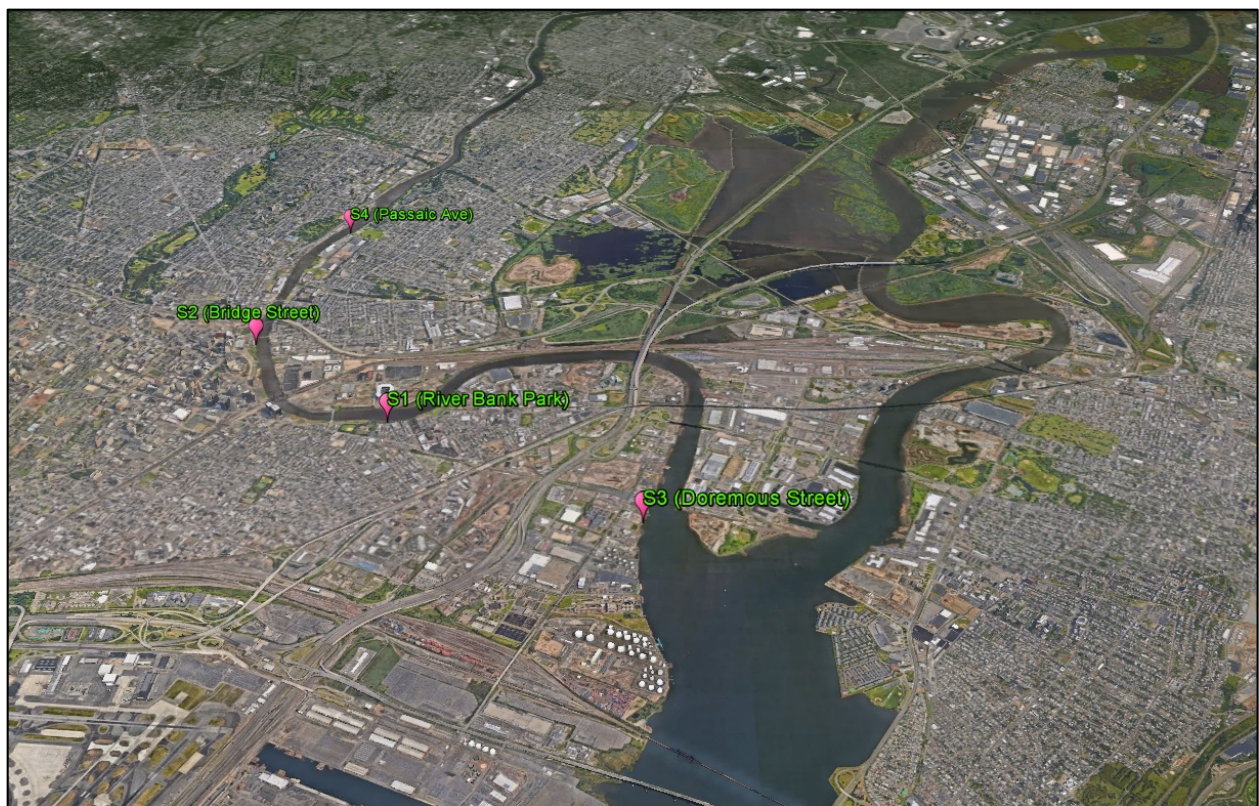 S4 (Passaic Ave)
S2 (Bridge Street)
S1 (River Bank Park)
S3 (Doremous Street)